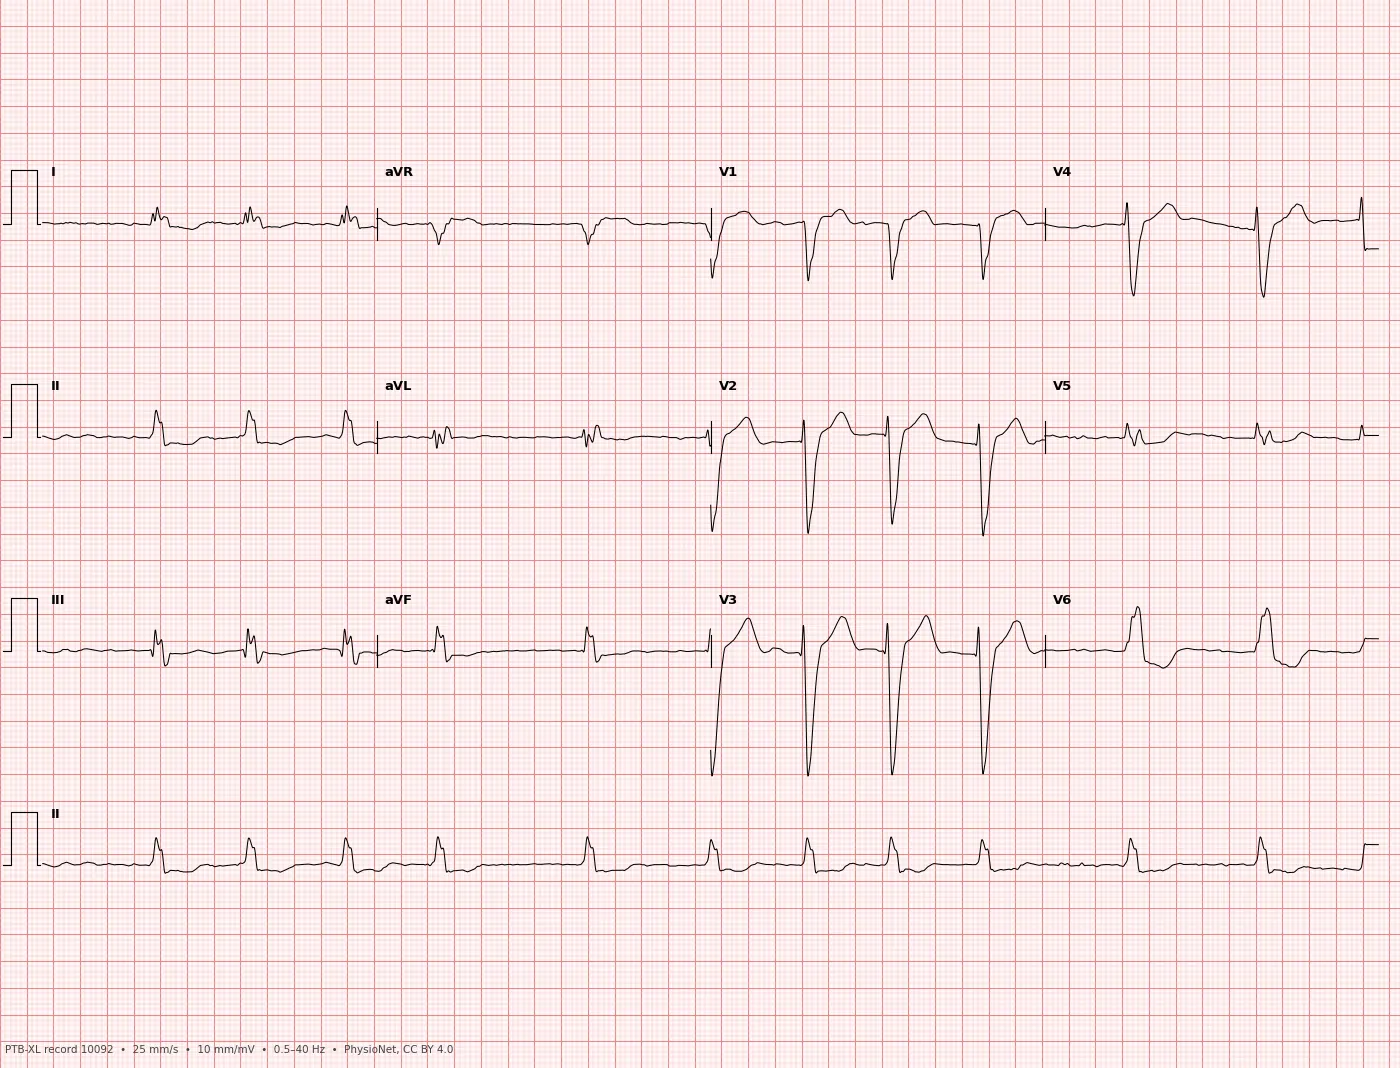 I aVR V1 V4
II aVL V2 V5
III aVF V3 V6
II
PTB-XL record 10092 • 25 mm/s • 10 mm/mV • 0.5–40 Hz • PhysioNet, CC BY 4.0